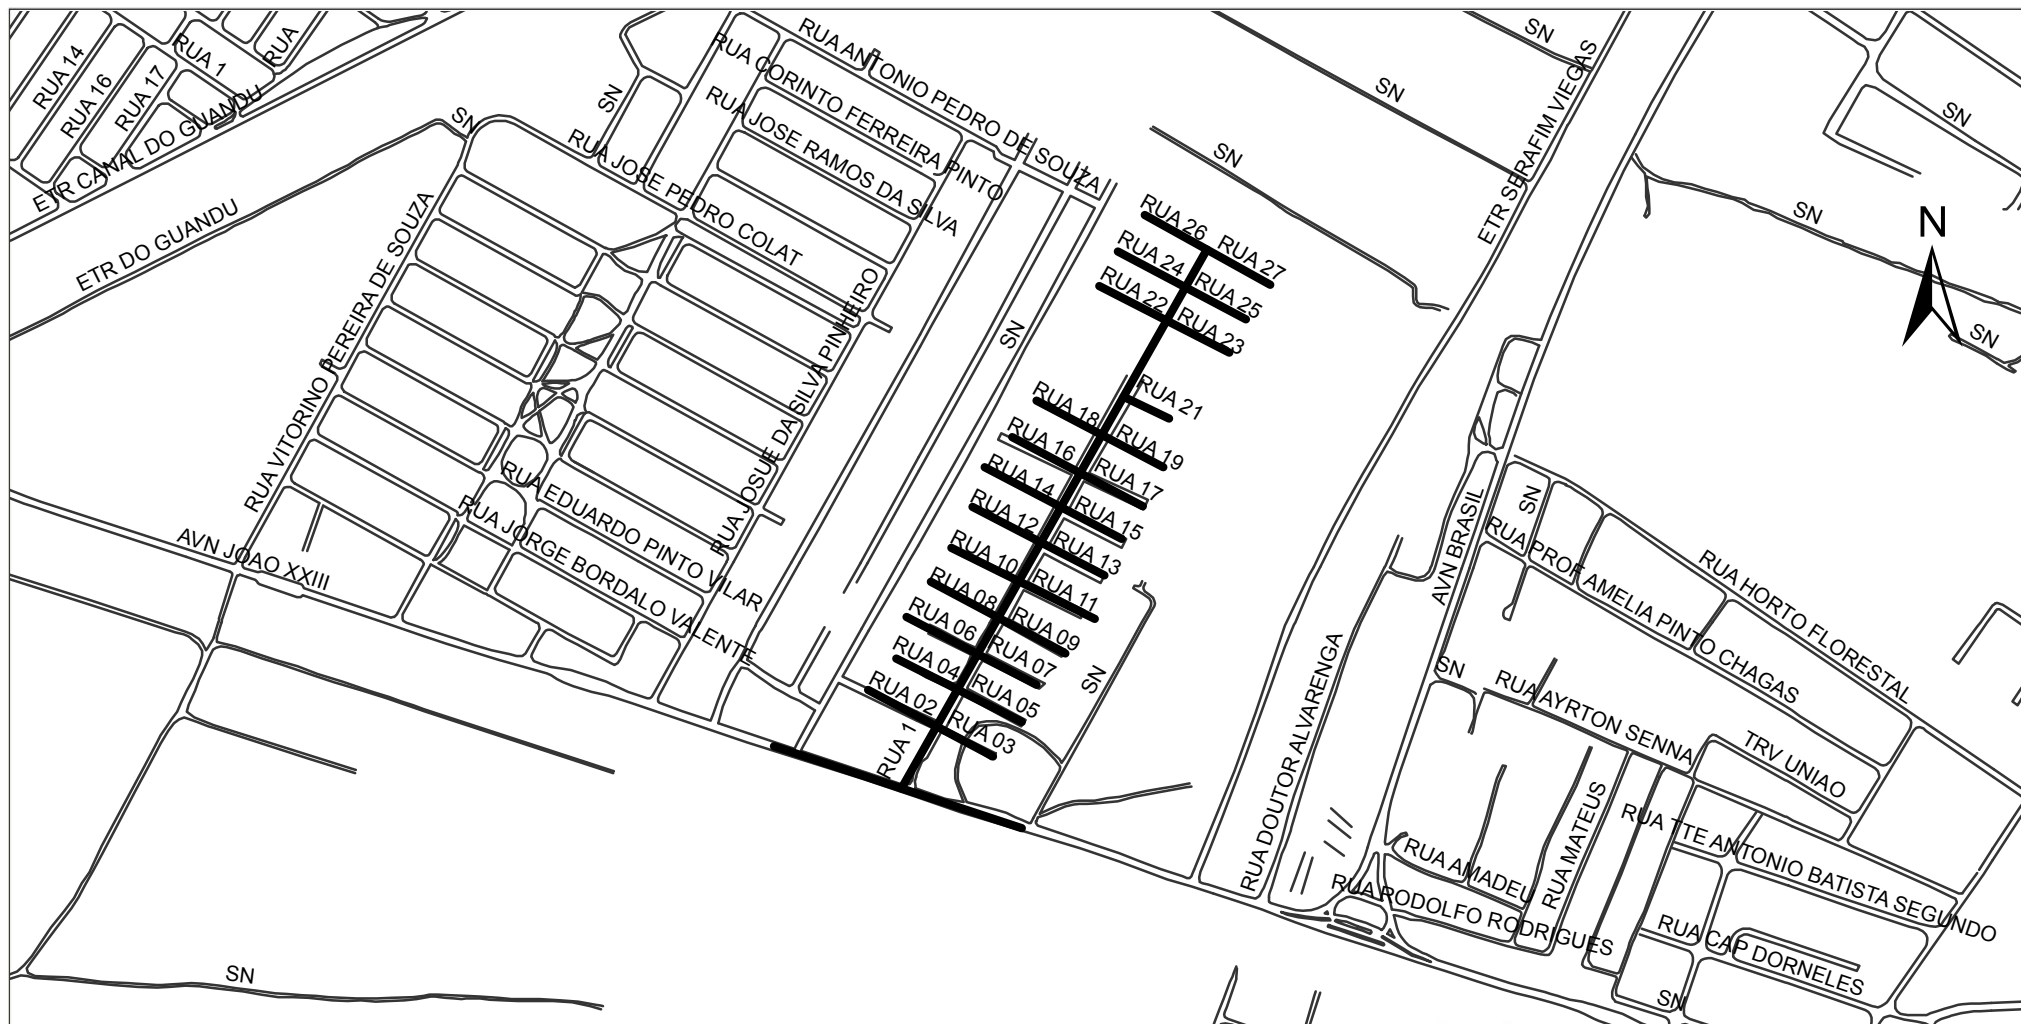 RUA 14
RUA 16
RUA 17
RUA 1
RUA
ETR CANAL DO GUANDU
ETR DO GUANDU
SN
SN
RUA ANTONIO PEDRO DE SOUZA
RUA CORINTO FERREIRA PINTO
RUA JOSE RAMOS DA SILVA
RUA JOSE PEDRO COLAT
RUA VITORINO PEREIRA DE SOUZA
RUA JOSUE DA SILVA PINHEIRO
RUA EDUARDO PINTO VILAR
RUA JORGE BORDALO VALENTE
AVN JOAO XXIII
SN
SN
SN
SN
SN
ETR SERAFIM VIEGAS
SN
SN
N
SN
RUA 26
RUA 27
RUA 24
RUA 25
RUA 22
RUA 23
RUA 21
RUA 18
RUA 19
RUA 16
RUA 17
RUA 14
RUA 15
RUA 12
RUA 13
RUA 10
RUA 11
RUA 08
RUA 09
RUA 06
RUA 07
RUA 04
RUA 05
RUA 02
RUA 03
RUA 1
SN
RUA DOUTOR ALVARENGA
AVN BRASIL
SN
RUA PROF AMELIA PINTO CHAGAS
RUA HORTO FLORESTAL
SN
RUA AYRTON SENNA
TRV UNIAO
RUA MATEUS
RUA TTE ANTONIO BATISTA SEGUNDO
RUA AMADEU
RUA RODOLFO RODRIGUES
RUA CAP DORNELES
SN
SN